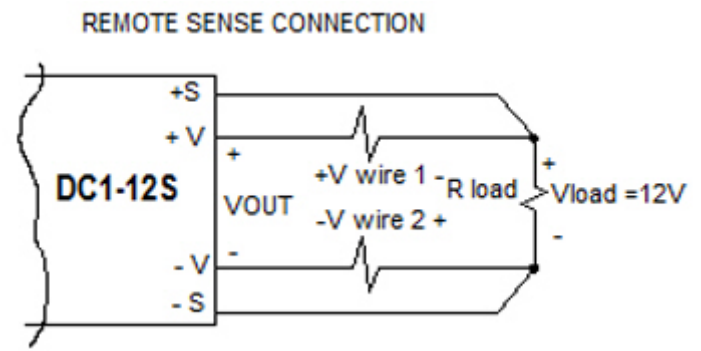 REMOTE SENSE CONNECTION
+S
+ V
+
DC1-12S
VOUT
+V wire 1 -
-V wire 2 +
R load
+
Vload =12V
-
-
- V
- S